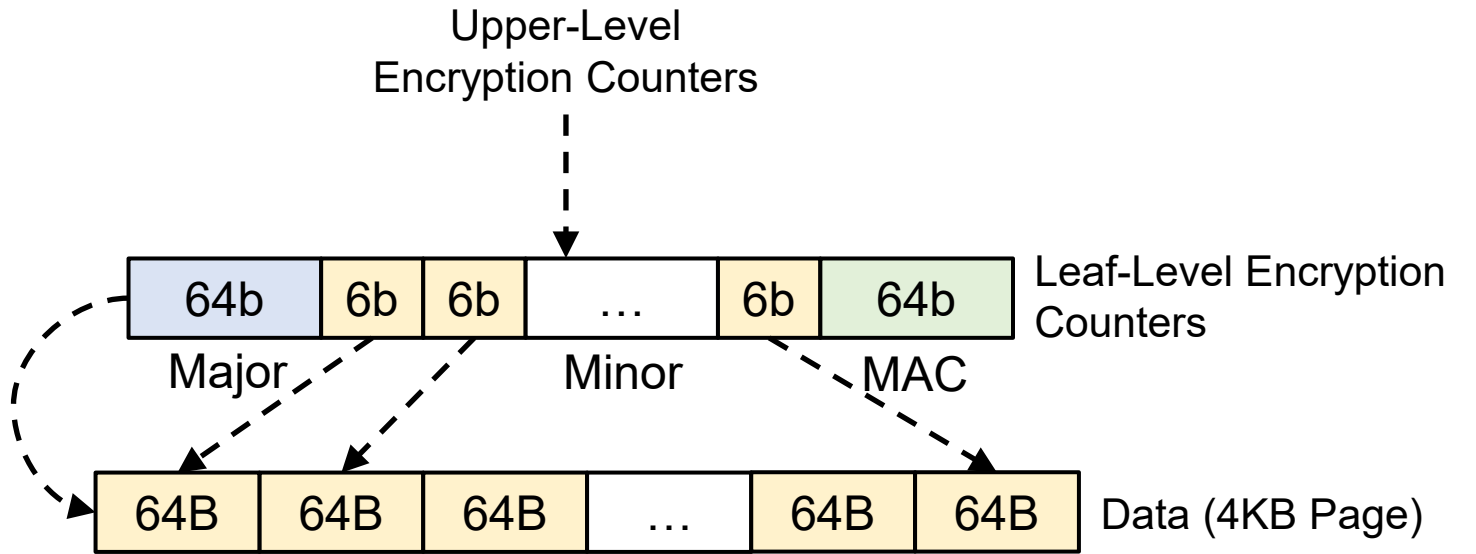 Upper-Level
Encryption Counters
64b 6b 6b ... 6b 64b
Leaf-Level Encryption
Counters
Major Minor MAC
64B 64B 64B ... 64B 64B
Data (4KB Page)